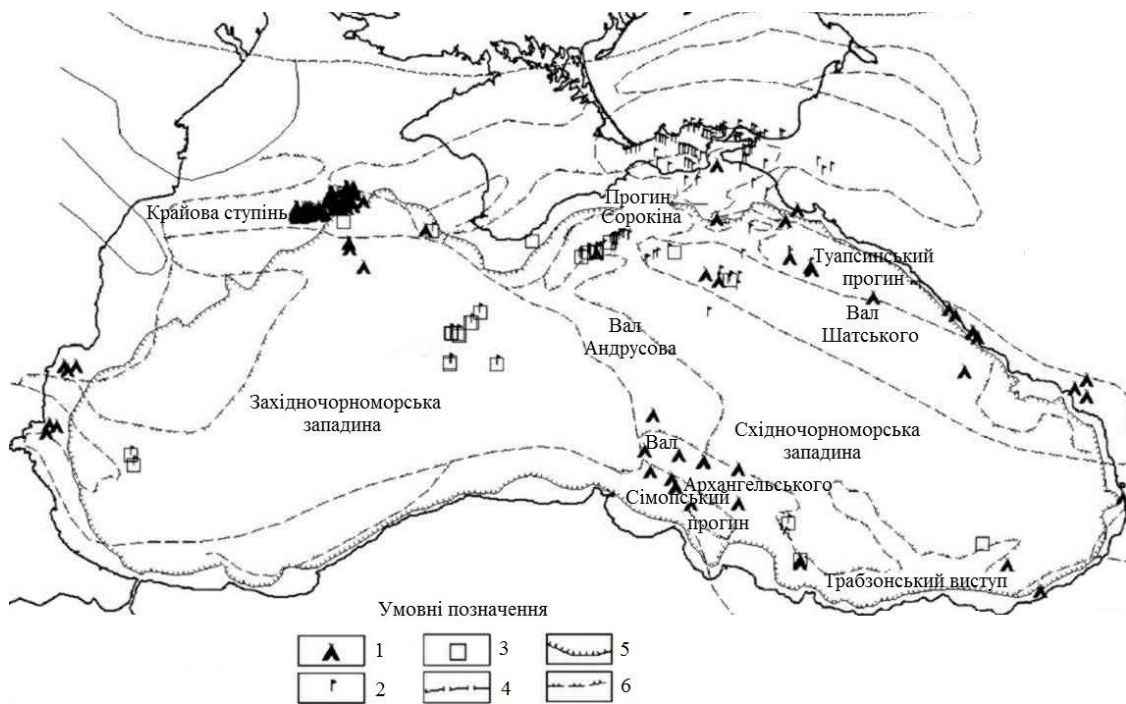 Крайова ступінь
Прогин
Сорокіна
Туапсинський
прогин
Вал
Шатського
Вал
Андрусова
Західночорноморська
западина
Східночорноморська
западина
Вал
Архангельського
Сімопський
прогин
Трабзонський виступ
Умовні позначення
1 3 5
2 4 6